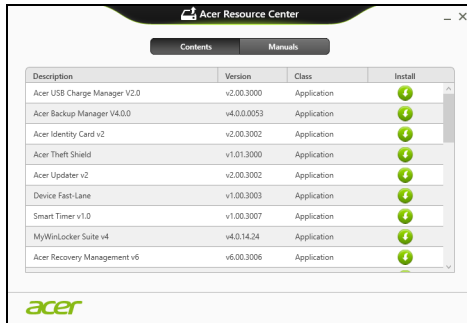 Acer Resource Center
Contents Manuals
Description Version Class Install
Acer USB Charge Manager V2.0 v2.00.3000 Application
Acer Backup Manager V4.0.0 v4.0.0.0053 Application
Acer Identity Card v2 v2.00.3002 Application
Acer Theft Shield v1.01.3000 Application
Acer Updater v2 v2.00.3002 Application
Device Fast-Lane v1.00.3003 Application
Smart Timer v1.0 v1.00.3007 Application
MyWinLocker Suite v4 v4.0.14.24 Application
Acer Recovery Management v6 v6.00.3006 Application
acer